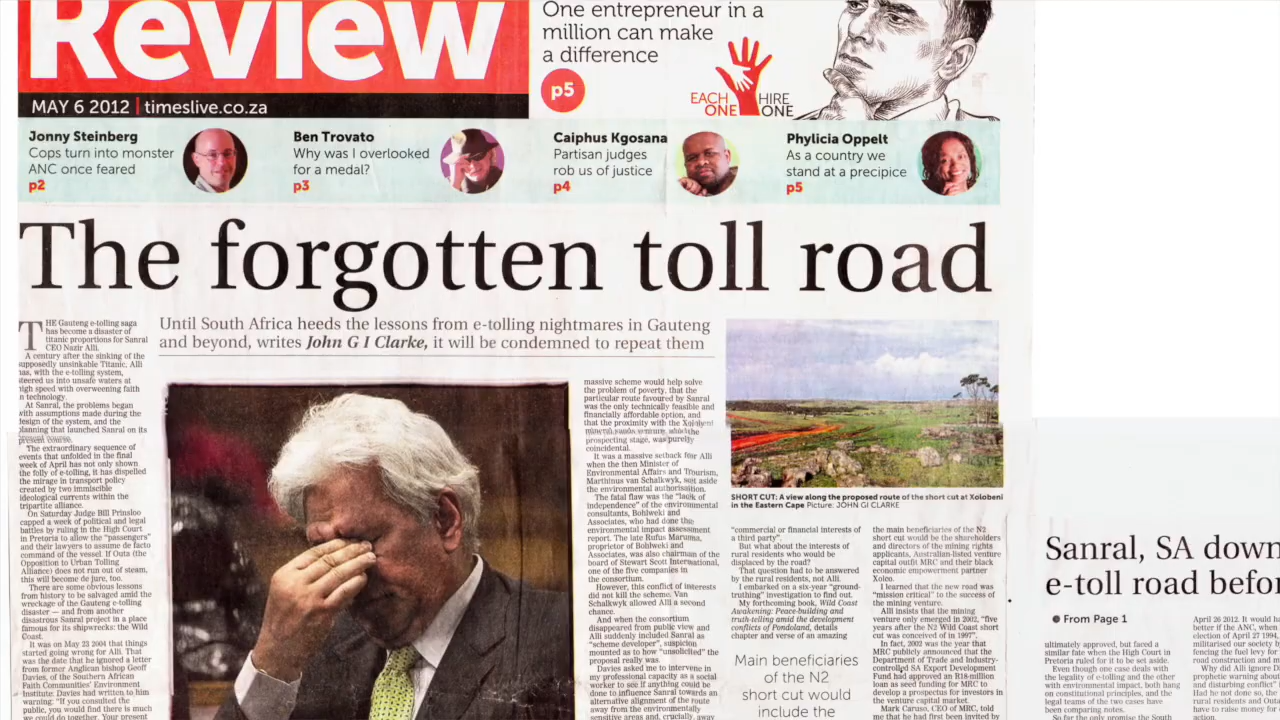 Review
MAY 6 2012 | timeslive.co.za
One entrepreneur in a
million can make
a difference
p5
EACH HIRE
ONE ONE
Jonny Steinberg
Cops turn into monster
ANC once feared
p2
Ben Trovato
Why was I overlooked
for a medal?
p3
Caiphus Kgosana
Partisan judges
rob us of justice
p4
Phylicia Oppelt
As a country we
stand at a precipice
p5
The forgotten toll road
Until South Africa heeds the lessons from e-tolling nightmares in Gauteng
and beyond, writes John G I Clarke, it will be condemned to repeat them
THE Gauteng e-tolling saga
has become a disaster of
titanic proportions for Sanral
CEO Nazir Alli.
A century after the sinking of the
supposedly unsinkable Titanic, Alli
has, with the e-tolling system,
steered us into unsafe waters at
high speed with overweening faith
in technology.
At Sanral, the problems began
with assumptions made during the
design of the system, and the
planning that launched Sanral on its
present course.
The extraordinary sequence of
events that unfolded in the final
week of April has not only shown
the folly of e-tolling, it has dispelled
the mirage in transport policy
created by two immiscible
ideological currents within the
tripartite alliance.
On Saturday Judge Bill Prinsloo
capped a week of political and legal
battles by ruling in the High Court
in Pretoria to allow the "passengers"
and their lawyers to assume de facto
command of the vessel. If Outa (the
Opposition to Urban Tolling
Alliance) does not run out of steam,
this will become de jure, too.
There are some obvious lessons
from history to be salvaged amid the
wreckage of the Gauteng e-tolling
disaster — and from another
disastrous Sanral project in a place
famous for its shipwrecks: the Wild
Coast.
It was on May 23 2004 that things
started going wrong for Alli. That
was the date that he ignored a letter
from former Anglican bishop Geoff
Davies, of the Southern African
Faith Communities' Environment
Institute. Davies had written to him
warning: "If you consulted the
public, you would find there is much
we could do together. Your present
massive scheme would help solve
the problem of poverty, that the
particular route favoured by Sanral
was the only technically feasible and
financially affordable option, and
that the proximity with the Xolobeni
mineral sands venture, which
prospecting stage, was purely
coincidental.
It was a massive setback for Alli
when the then Minister of
Environmental Affairs and Tourism,
Marthinus van Schalkwyk, set aside
the environmental authorisation.
The fatal flaw was the "lack of
independence" of the environmental
consultants, Bohlweki and
Associates, who had done the
environmental impact assessment
report. The late Rufus Maruma,
proprietor of Bohlweki and
Associates, was also chairman of the
board of Stewart Scott International,
one of the five companies in
the consortium.
However, this conflict of interests
did not kill the scheme. Van
Schalkwyk allowed Alli a second
chance.
And when the consortium
disappeared from public view and
Alli suddenly included Sanral as
"scheme developer", suspicion
mounted as to how "unsolicited" the
proposal really was.
Davies asked me to intervene in
my professional capacity as a social
worker to see if anything could be
done to influence Sanral towards an
alternative alignment of the route
away from the environmentally
sensitive areas and, crucially, away
SHORT CUT: A view along the proposed route of the short cut at Xolobeni
in the Eastern Cape Picture: JOHN GI CLARKE
"commercial or financial interests of
a third party".
But what about the interests of
rural residents who would be
displaced by the road?
That question had to be answered
by the rural residents, not Alli.
I embarked on a six-year "ground-
truthing" investigation to find out.
My forthcoming book, Wild Coast
Awakening: Peace-building and
truth-telling amid the development
conflicts of Pondoland, details
chapter and verse of an amazing
Main beneficiaries
of the N2
short cut would
include the
the main beneficiaries of the N2
short cut would be the shareholders
and directors of the mining rights
applicants, Australian-listed venture
capital outfit MRC and their black
economic empowerment partner
Xolco.
I learned that the new road was
"mission critical" to the success of
the mining venture.
Alli insists that the mining
venture only emerged in 2002, "five
years after the N2 Wild Coast short
cut was conceived of in 1997".
In fact, 2002 was the year that
MRC publicly announced that the
Department of Trade and Industry-
controlled SA Export Development
Fund had approved an R18-million
loan as seed funding for MRC to
develop a prospectus for investors in
the venture capital market.
Mark Caruso, CEO of MRC, told
me that he had first been invited by
Sanral, SA down
e-toll road befor
From Page 1
ultimately approved, but faced a
similar fate when the High Court in
Pretoria ruled for it to be set aside.
Even though one case deals with
the legality of e-tolling and the other
with environmental impact, both hang
on constitutional principles, and the
legal teams of the two cases have
been comparing notes.
So far the only promise the South
April 26 2012. It would ha
better if the ANC, when
election of April 27 1994,
militarised our society b
fencing the fuel levy for
road construction and m
Why did Alli ignore D
prophetic warning about
and disturbing conflict"
Had he not done so, the
rural residents and Outa
have to raise money for
action.